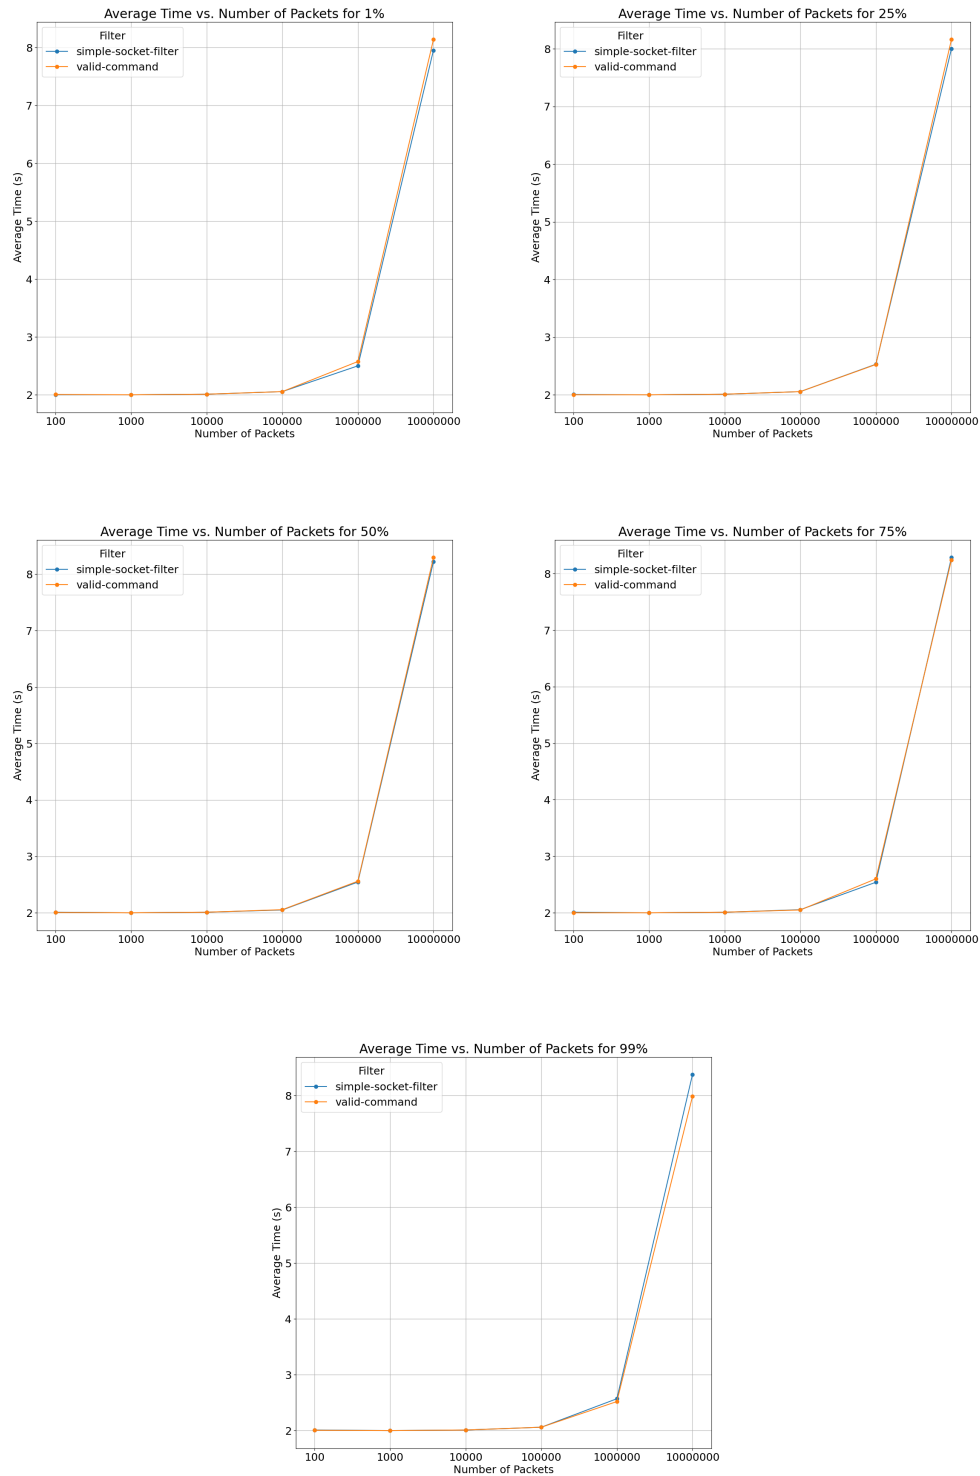 Average Time vs. Number of Packets for 1%
Filter
simple-socket-filter
valid-command
8
7
6
5
4
3
2
Average Time (s)
100 1000 10000 100000 1000000 10000000
Number of Packets
Average Time vs. Number of Packets for 25%
Filter
simple-socket-filter
valid-command
8
7
6
5
4
3
2
Average Time (s)
100 1000 10000 100000 1000000 10000000
Number of Packets
Average Time vs. Number of Packets for 50%
Filter
simple-socket-filter
valid-command
8
7
6
5
4
3
2
Average Time (s)
100 1000 10000 100000 1000000 10000000
Number of Packets
Average Time vs. Number of Packets for 75%
Filter
simple-socket-filter
valid-command
8
7
6
5
4
3
2
Average Time (s)
100 1000 10000 100000 1000000 10000000
Number of Packets
Average Time vs. Number of Packets for 99%
Filter
simple-socket-filter
valid-command
8
7
6
5
4
3
2
Average Time (s)
100 1000 10000 100000 1000000 10000000
Number of Packets